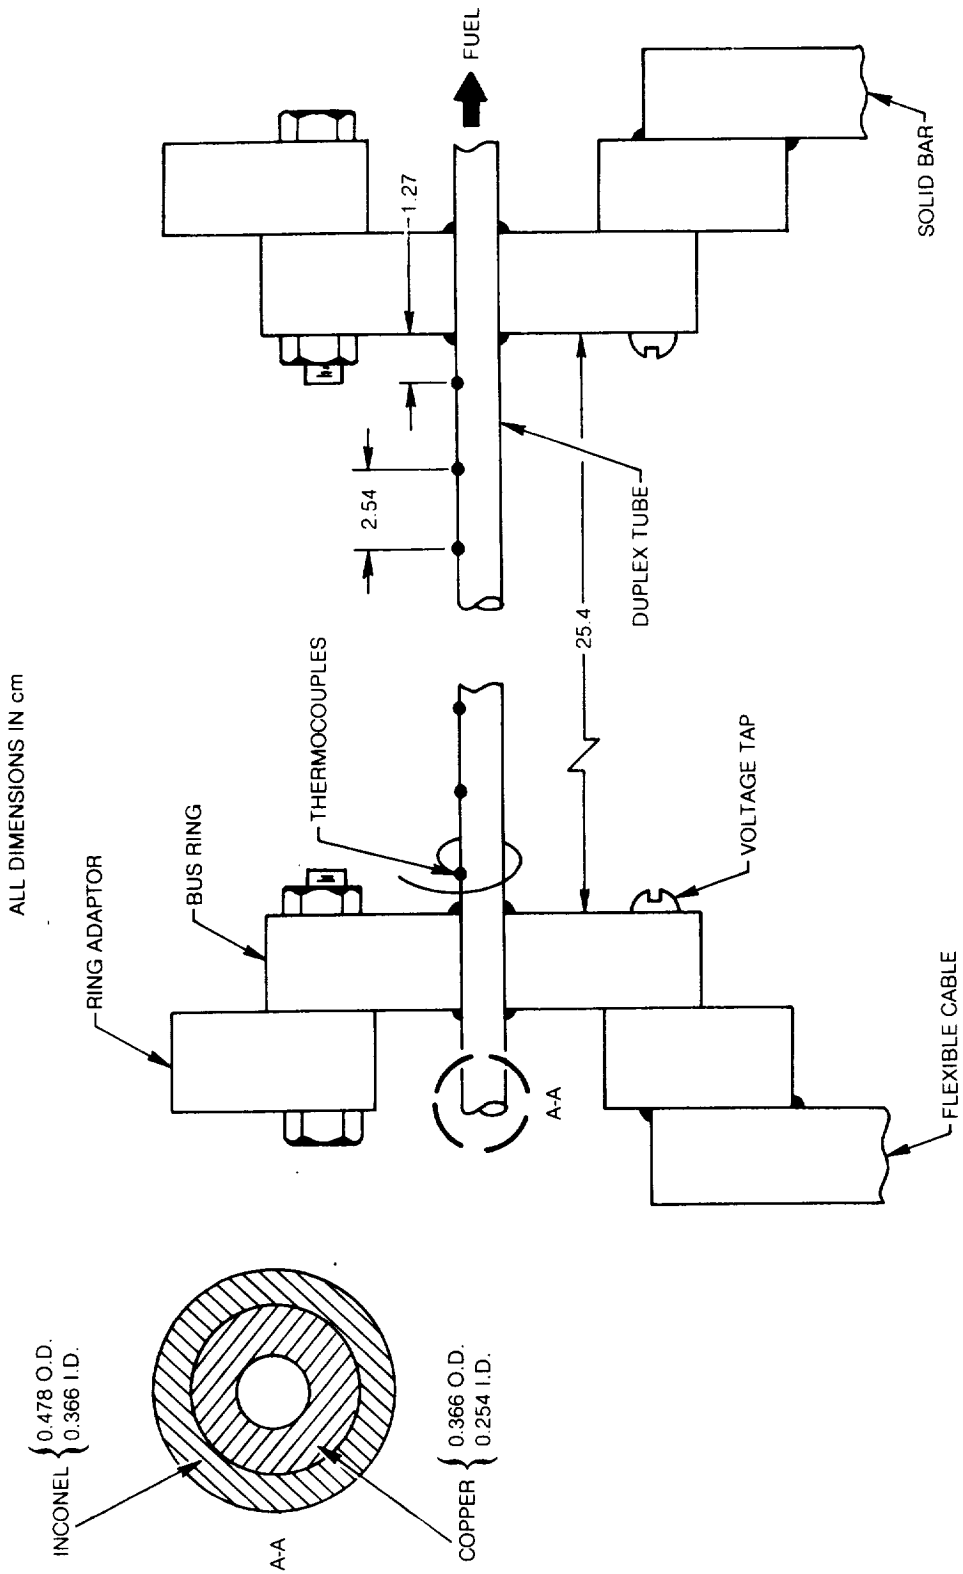 ALL DIMENSIONS IN cm
INCONEL { 0.478 O.D.
0.366 I.D.
A-A
COPPER { 0.366 O.D.
0.254 I.D.
RING ADAPTOR
BUS RING
THERMOCOUPLES
2.54
1.27
FUEL
A-A
25.4
DUPLEX TUBE
VOLTAGE TAP
FLEXIBLE CABLE
SOLID BAR